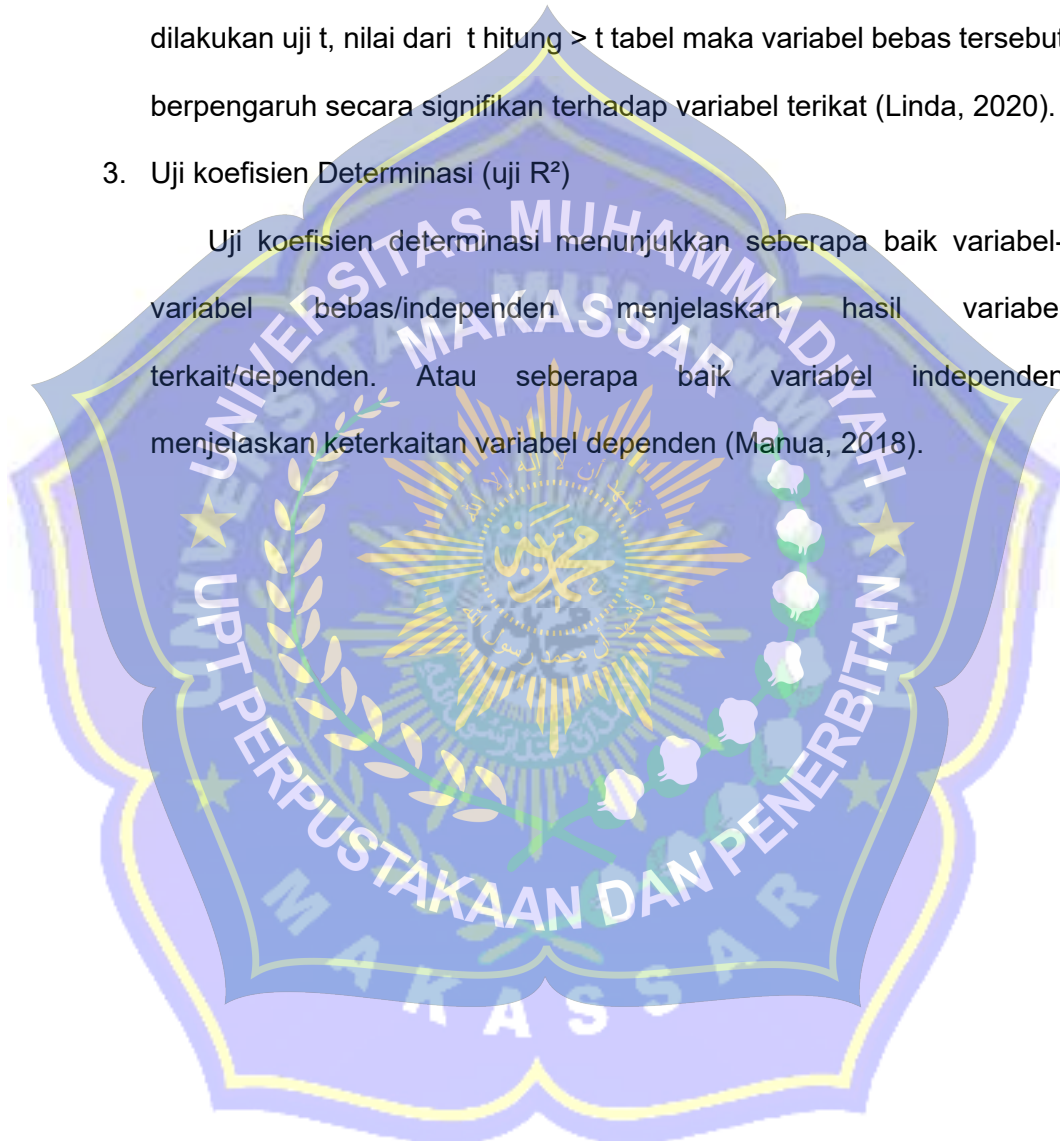 dilakukan uji t, nilai dari t hitung > t tabel maka variabel bebas tersebut
berpengaruh secara signifikan terhadap variabel terikat (Linda, 2020).
3. Uji koefisien Determinasi (uji R²)
Uji koefisien determinasi menunjukkan seberapa baik variabel-
variabel bebas/independen menjelaskan hasil variabe
terkait/dependen. Atau seberapa baik variabel independen
menjelaskan keterkaitan variabel dependen (Manua, 2018).
UNIVERSITAS MUHAMMADIYAH
MAKASSAR
UPT PERPUSTAKAAN DAN PENERBITAN
MAKASSAR